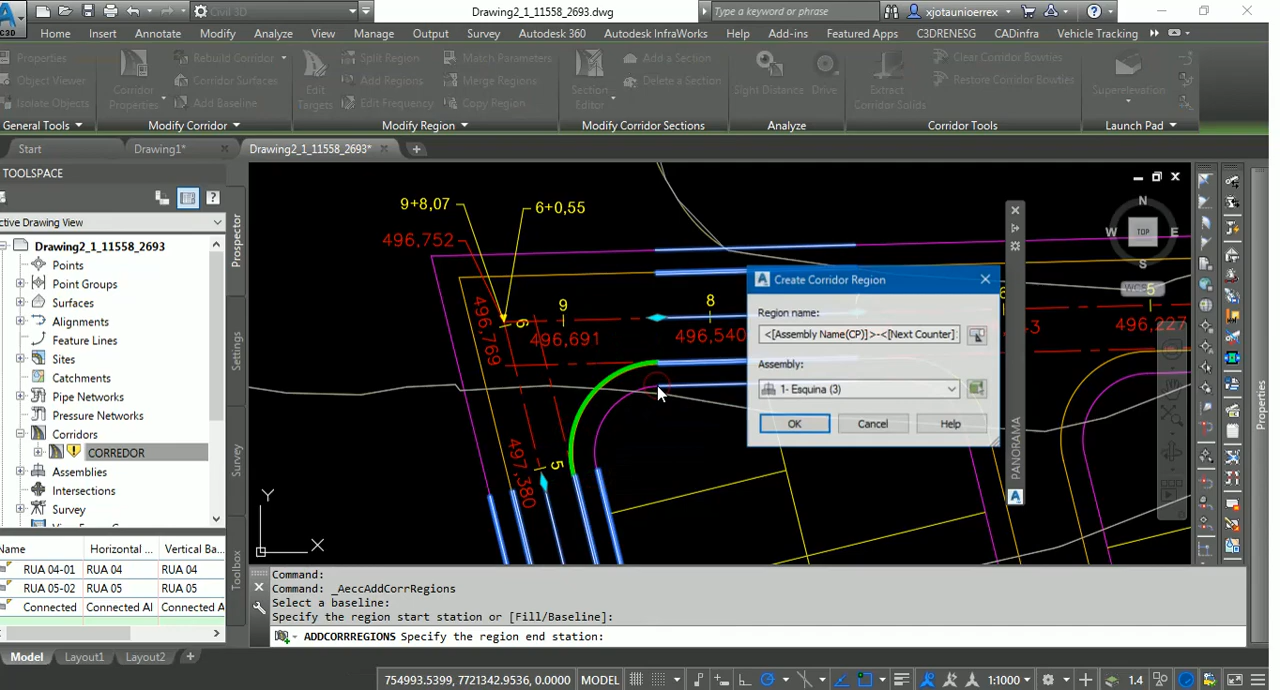 A
Civil 3D
Drawing2_1_11558_2693.dwg
Type a keyword or phrase
xjotaunioerrex
?
C3D
Home
Insert
Annotate
Modify
Analyze
View
Manage
Output
Survey
Autodesk 360
Autodesk InfraWorks
Help
Add-ins
Featured Apps
C3DRENESG
CADinfra
Vehicle Tracking
Properties
Object Viewer
Isolate Objects
General Tools
Corridor
Properties
Rebuild Corridor
Corridor Surfaces
Add Baseline
Modify Corridor
Edit
Targets
Split Region
Add Regions
Edit Frequency
Match Parameters
Merge Regions
Copy Region
Modify Region
Section
Editor
Add a Section
Delete a Section
Modify Corridor Sections
Sight Distance
Drive
Analyze
Extract
Corridor Solids
Clear Corridor Bowties
Restore Corridor Bowties
Corridor Tools
Superelevation
Launch Pad
Start
Drawing1*
Drawing2_1_11558_2693*
TOOLSPACE
?
ctive Drawing View
Drawing2_1_11558_2693
Points
Point Groups
Surfaces
Alignments
Feature Lines
Sites
Catchments
Pipe Networks
Pressure Networks
Corridors
CORREDOR
Assemblies
Intersections
Survey
Prospector
Settings
Survey
Toolbox
Name
Horizontal ...
Vertical Ba...
RUA 04-01
RUA 04
RUA 04
RUA 05-02
RUA 05
RUA 05
Connected
Connected Al
Connected A
9+8,07
6+0,55
496,752
496,769
6
9
496,691
8
496,540
5
497,380
5
496,227
N
W
TOP
E
S
WCS
Y
X
Create Corridor Region
Region name:
<[Assembly Name(CP)]>-<[Next Counter]
Assembly:
1- Esquina (3)
OK
Cancel
Help
PANORAMA
Properties
Command:
Command: _AeccAddCorrRegions
Select a baseline:
Specify the region start station or [Fill/Baseline]:
ADDCORRREGIONS Specify the region end station:
Model
Layout1
Layout2
754993.5399, 7721342.9536, 0.0000
MODEL
1:1000
1.4